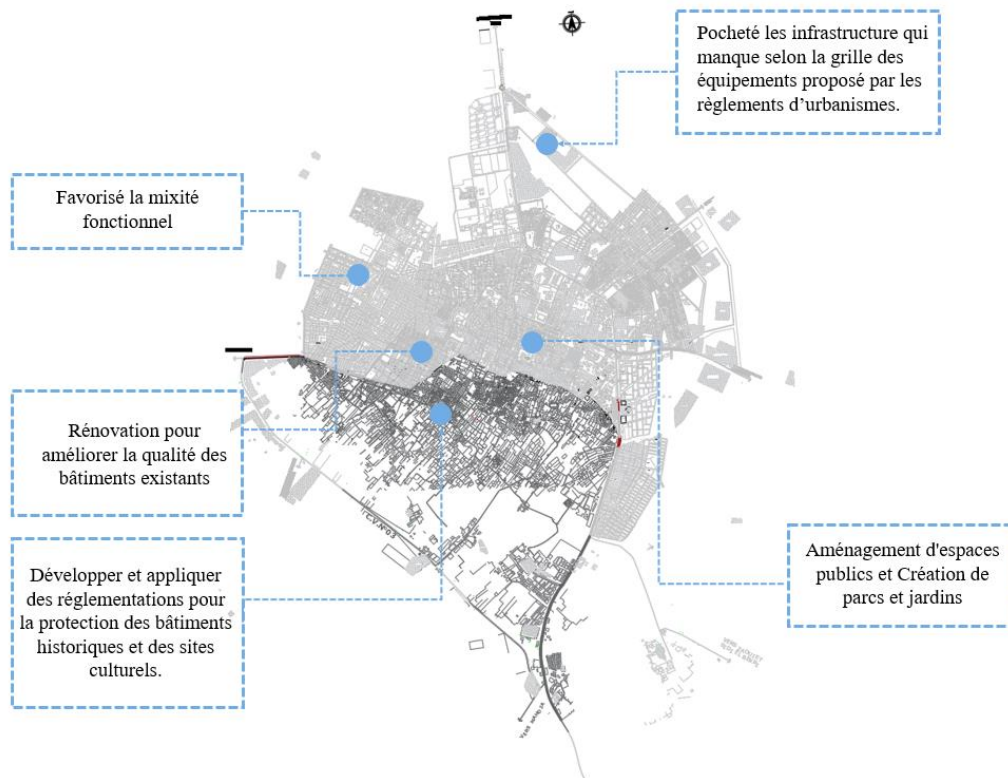 Pocheté les infrastructure qui
manque selon la grille des
équipements proposé par les
règlements d’urbanismes.
Favorisé la mixité
fonctionnel
Rénovation pour
améliorer la qualité des
bâtiments existants
Développer et appliquer
des réglementations pour
la protection des bâtiments
historiques et des sites
culturels.
Aménagement d'espaces
publics et Création de
parcs et jardins